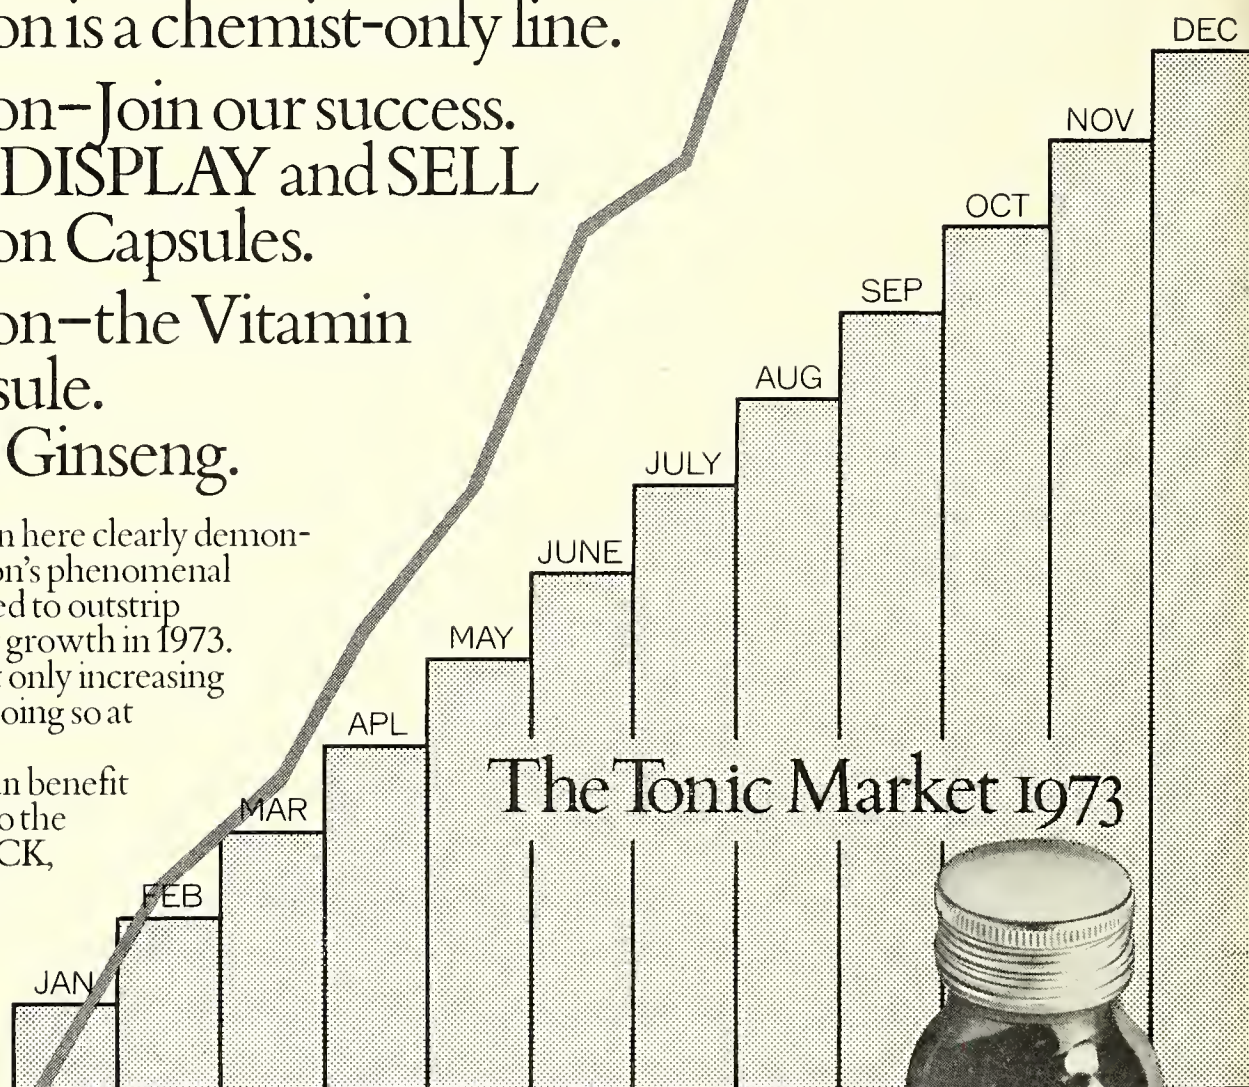 on is a chemist-only line.
on–Join our success.
DISPLAY and SELL
on Capsules.
on–the Vitamin
sule.
Ginseng.
n here clearly demon-
on's phenomenal
ed to outstrip
growth in 1973.
t only increasing
oing so at
n benefit
o the
CK,
JAN
FEB
MAR
APL
MAY
JUNE
JULY
AUG
SEP
OCT
NOV
DEC
The Tonic Market 1973